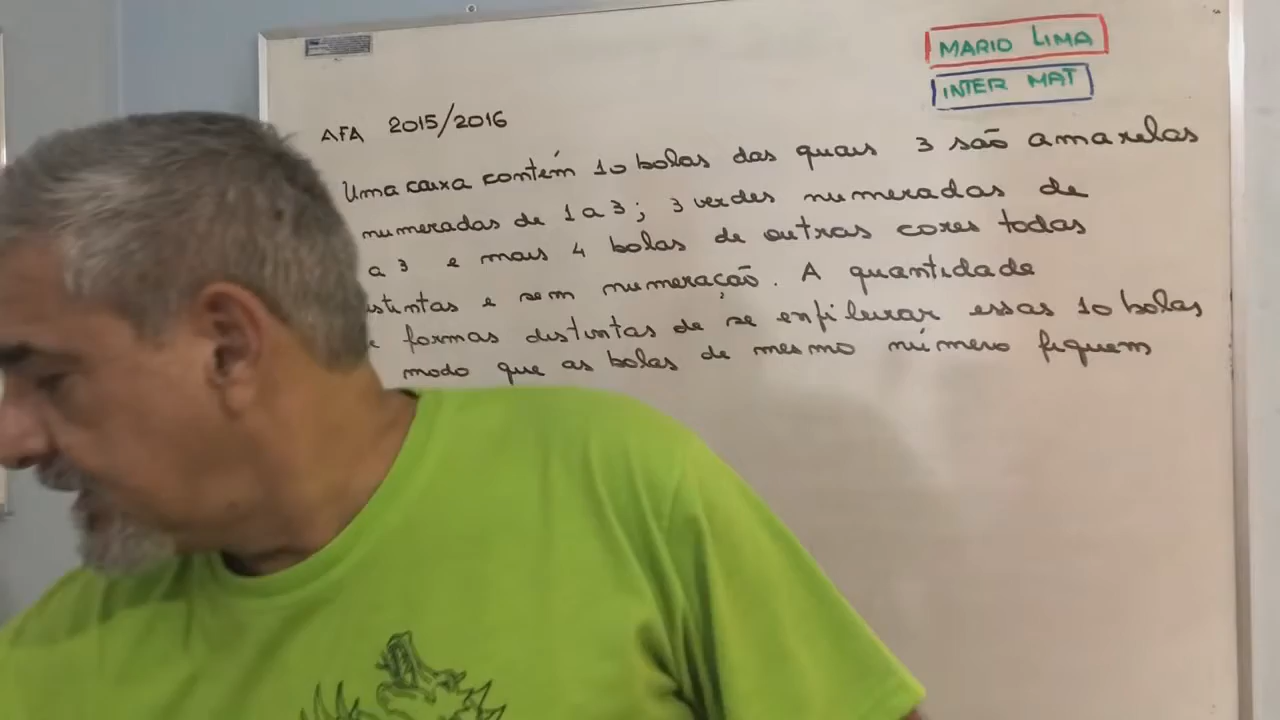 MARIO LIMA
INTER MAT
AFA 2015/2016
Uma caixa contém 10 bolas das quais 3 são amarelas
numeradas de 1 a 3; 3 verdes numeradas de
a 3 e mais 4 bolas de outras cores todas
stintas e sem numeração. A quantidade
formas distintas de se enfileirar essas 10 bolas
modo que as bolas de mesmo número fiquem